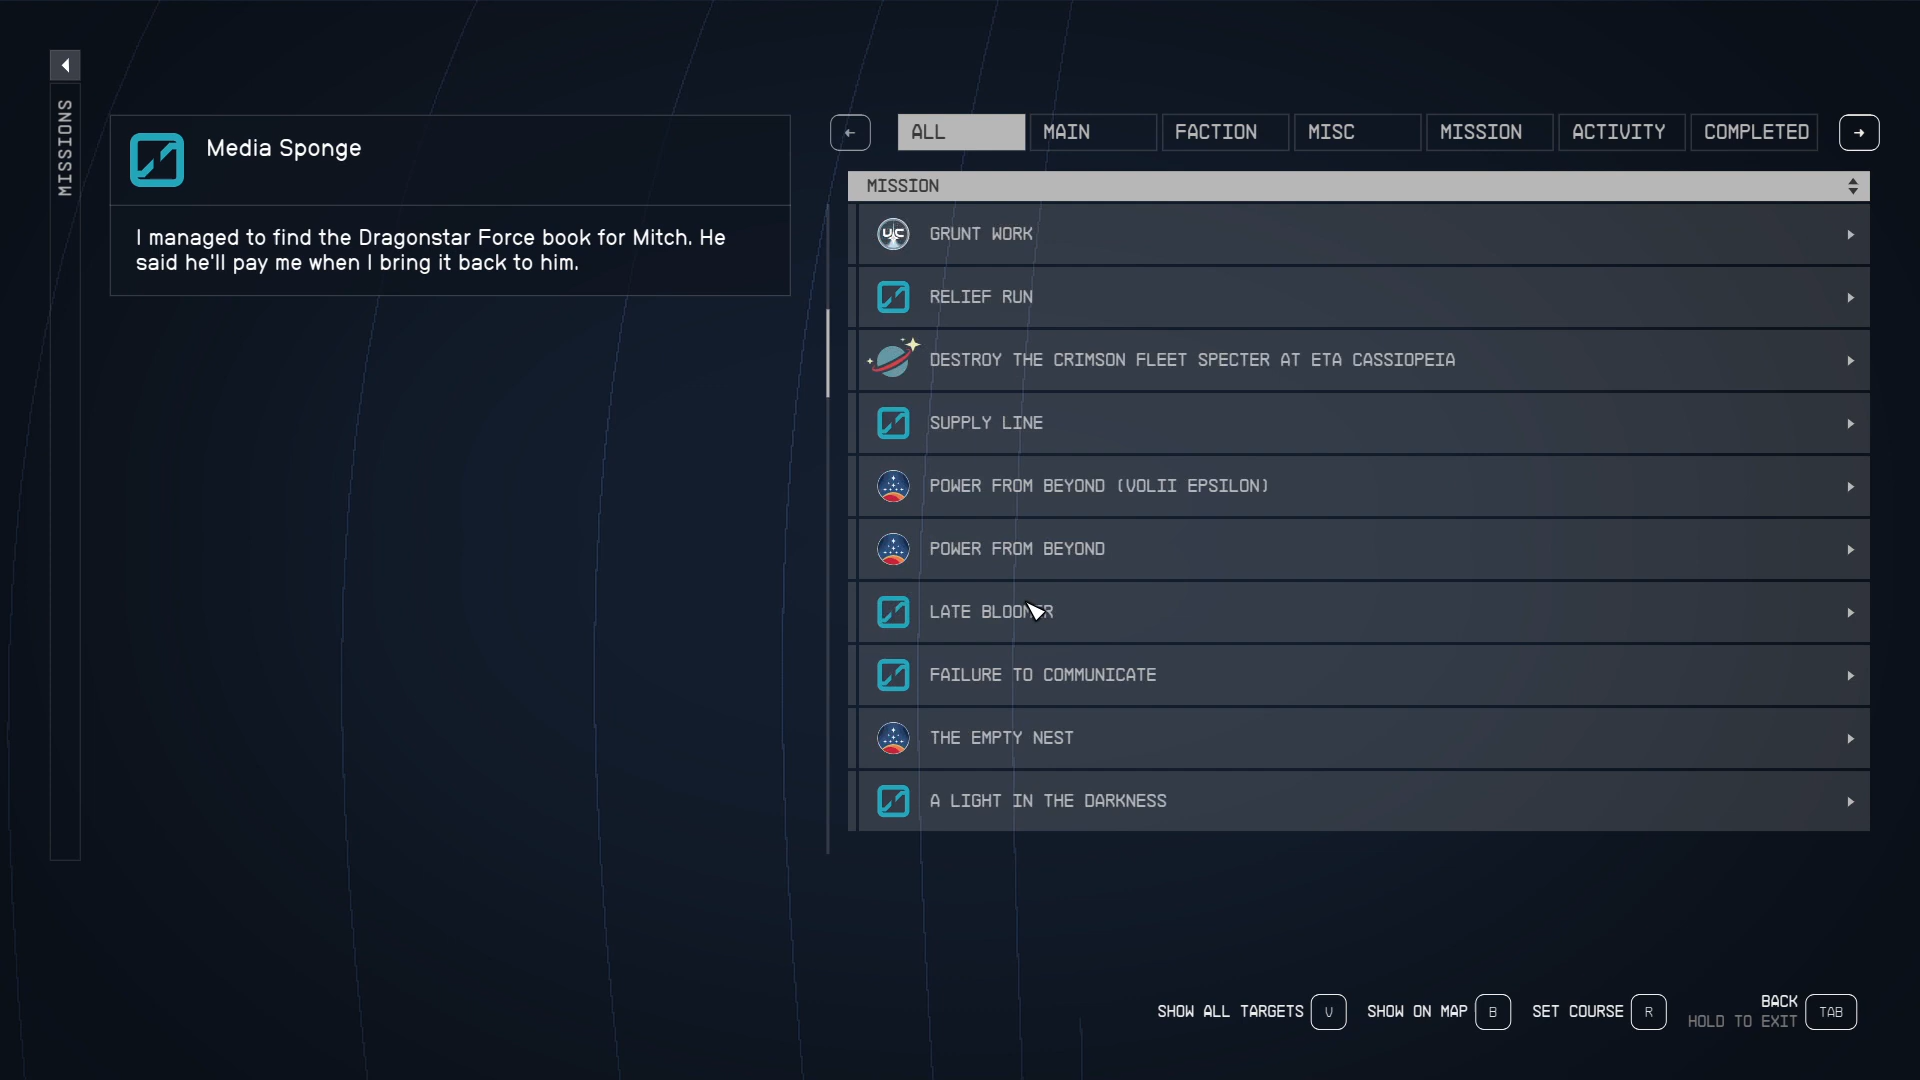 MISSIONS
Media Sponge
I managed to find the Dragonstar Force book for Mitch. He
said he'll pay me when I bring it back to him.
ALL MAIN FACTION MISC MISSION ACTIVITY COMPLETED
MISSION
UC GRUNT WORK
RELIEF RUN
DESTROY THE CRIMSON FLEET SPECTER AT ETA CASSIOPEIA
SUPPLY LINE
POWER FROM BEYOND (VOLII EPSILON)
POWER FROM BEYOND
LATE BLOOMER
FAILURE TO COMMUNICATE
THE EMPTY NEST
A LIGHT IN THE DARKNESS
SHOW ALL TARGETS V SHOW ON MAP B SET COURSE R BACK TAB
HOLD TO EXIT